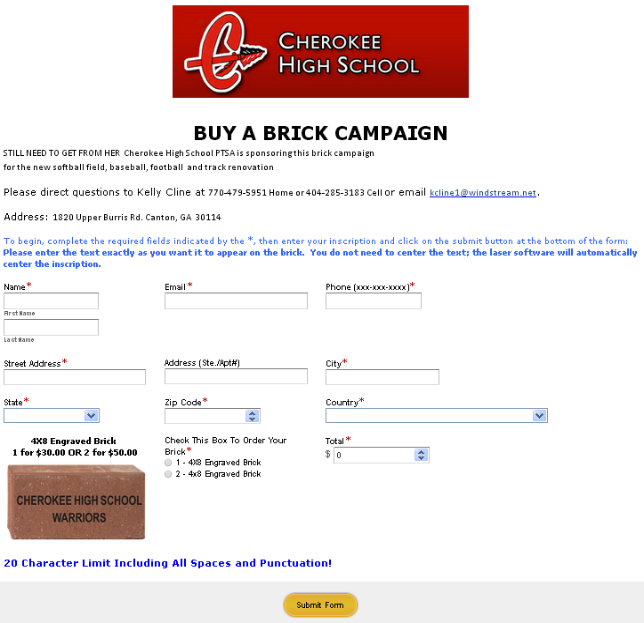 CHEROKEE
HIGH SCHOOL
BUY A BRICK CAMPAIGN
STILL NEED TO GET FROM HER Cherokee High School PTSA is sponsoring this brick campaign
for the new softball field, baseball, football and track renovation
Please direct questions to Kelly Cline at 770-479-5951 Home or 404-285-3183 Cell or email kcline1@windstream.net.
Address: 1820 Upper Burris Rd. Canton, GA 30114
To begin, complete the required fields indicated by the *, then enter your inscription and click on the submit button at the bottom of the form:
Please enter the text exactly as you want it to appear on the brick. You do not need to center the text; the laser software will automatically
center the inscription.
Name* Email* Phone (xxx-xxx-xxxx)*
First Name
Last Name
Street Address* Address (Ste./Apt#) City*
State* Zip Code* Country*
4X8 Engraved Brick Check This Box To Order Your Total*
1 for $30.00 OR 2 for $50.00 Brick*
$ 0
1 - 4X8 Engraved Brick
2 - 4x8 Engraved Brick
CHEROKEE HIGH SCHOOL
WARRIORS
20 Character Limit Including All Spaces and Punctuation!
Submit Form